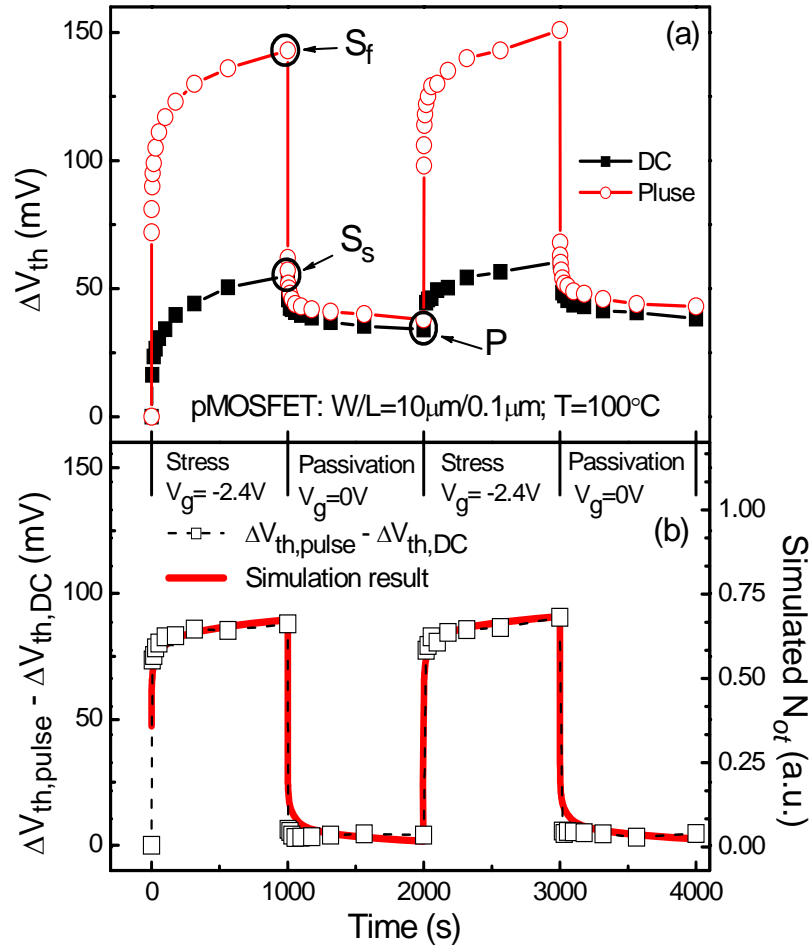 150
(a)
S_f
DC
Pluse
100
ΔV_th (mV)
S_s
50
P
0
pMOSFET: W/L=10μm/0.1μm; T=100°C
150
Stress
V_g= -2.4V
Passivation
V_g=0V
Stress
V_g= -2.4V
Passivation
V_g=0V
(b)
ΔV_th,pulse - ΔV_th,DC
Simulation result
ΔV_th,pulse - ΔV_th,DC (mV)
100
50
0
1.00
0.75
0.50
0.25
0.00
Simulated N_ot (a.u.)
0 1000 2000 3000 4000
Time (s)